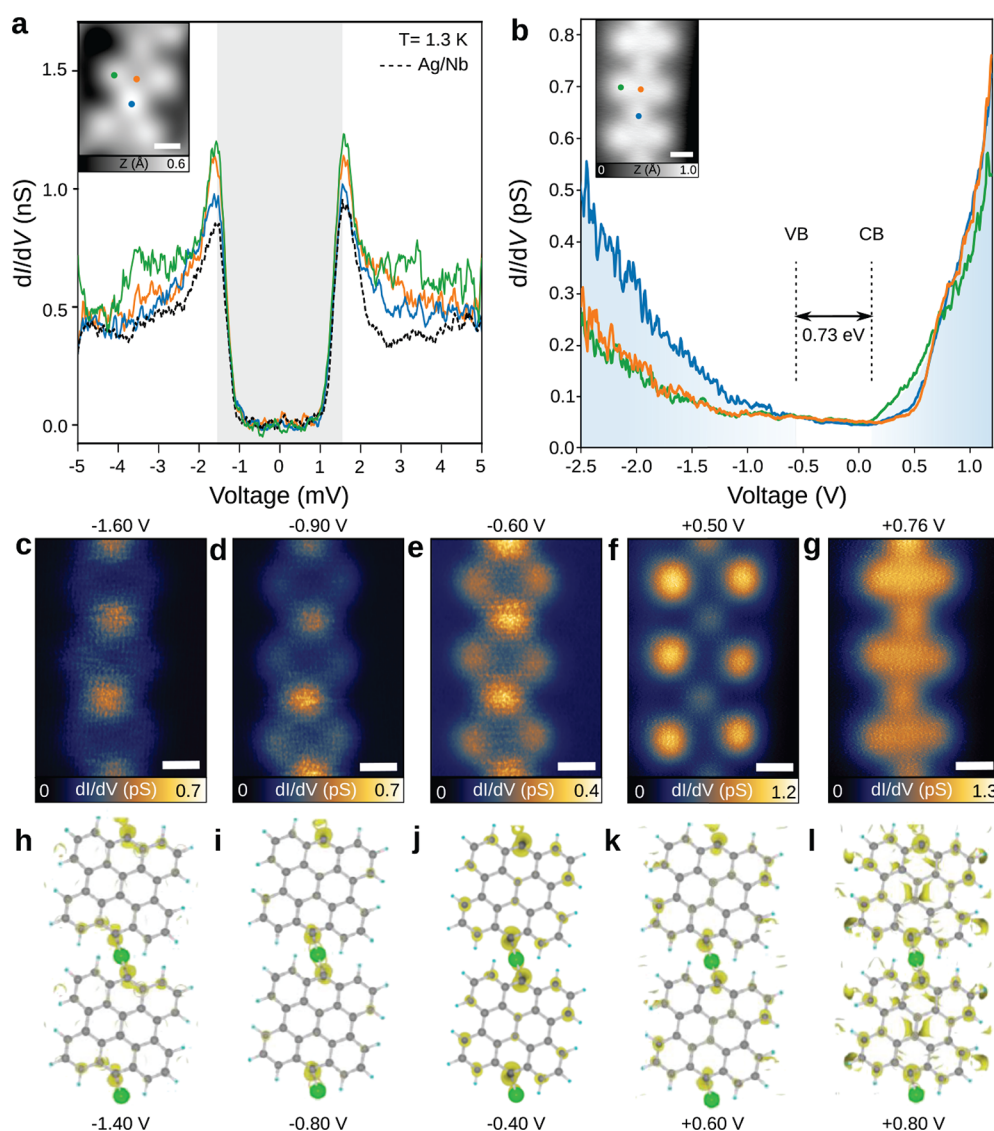 a
T= 1.3 K
Ag/Nb
Z (Å) 0.6
dI/dV (nS)
1.5
1.0
0.5
0.0
-5 -4 -3 -2 -1 0 1 2 3 4 5
Voltage (mV)
b
0 Z (Å) 1.0
VB CB
0.73 eV
dI/dV (pS)
0.8
0.7
0.6
0.5
0.4
0.3
0.2
0.1
0.0
-2.5 -2.0 -1.5 -1.0 -0.5 0.0 0.5 1.0
Voltage (V)
-1.60 V -0.90 V -0.60 V +0.50 V +0.76 V
c d e f g
0 dI/dV (pS) 0.7 0 dI/dV (pS) 0.7 0 dI/dV (pS) 0.4 0 dI/dV (pS) 1.2 0 dI/dV (pS) 1.3
h i j k l
-1.40 V -0.80 V -0.40 V +0.60 V +0.80 V